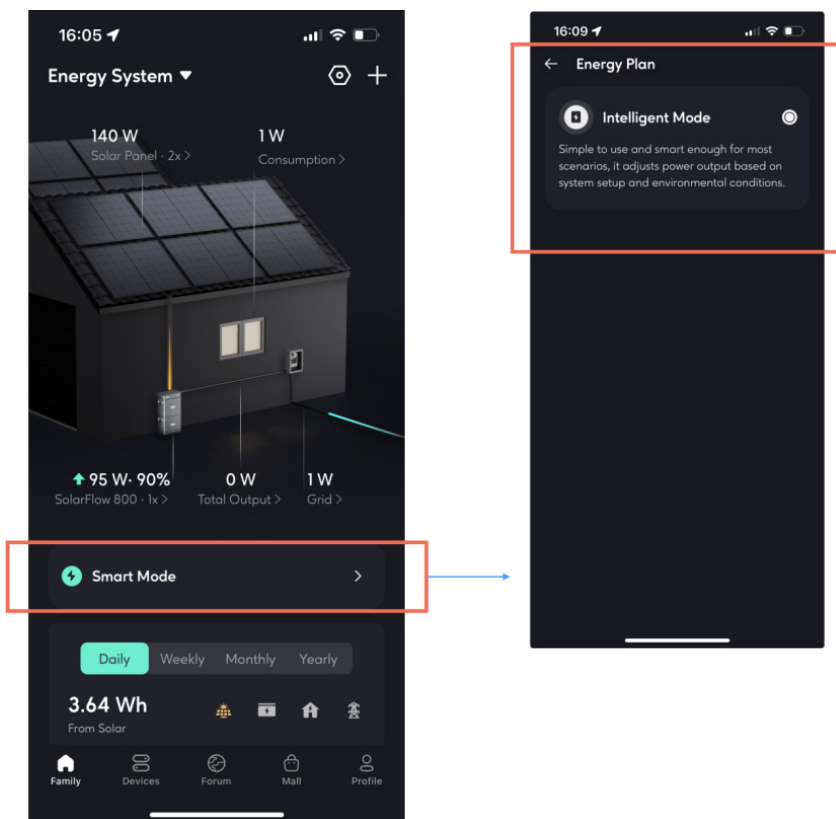 16:05
Energy System
140 W
Solar Panel · 2x >
1 W
Consumption >
95 W· 90%
SolarFlow 800 · 1x >
0 W
Total Output >
1 W
Grid >
Smart Mode
Daily Weekly Monthly Yearly
3.64 Wh
From Solar
Family Devices Forum Mall Profile
16:09
Energy Plan
Intelligent Mode
Simple to use and smart enough for most
scenarios, it adjusts power output based on
system setup and environmental conditions.